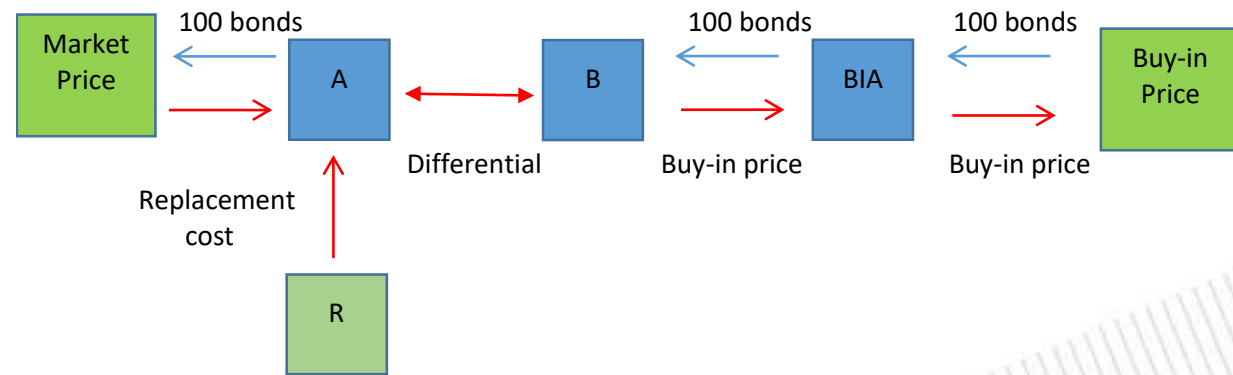 100 bonds
100 bonds
100 bonds
Market
Price
A
B
BIA
Buy-in
Price
Differential
Buy-in price
Buy-in price
Replacement
cost
R